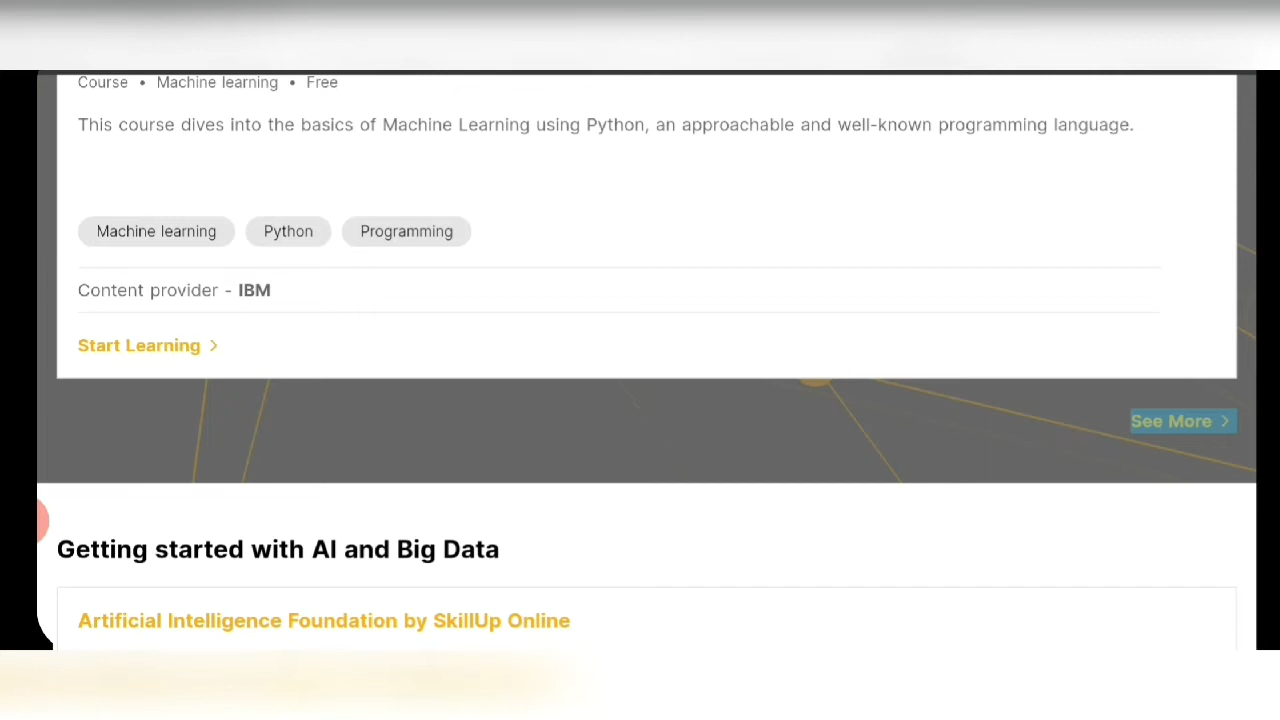 Course • Machine learning • Free
This course dives into the basics of Machine Learning using Python, an approachable and well-known programming language.
Machine learning Python Programming
Content provider - IBM
Start Learning >
See More >
Getting started with AI and Big Data
Artificial Intelligence Foundation by SkillUp Online